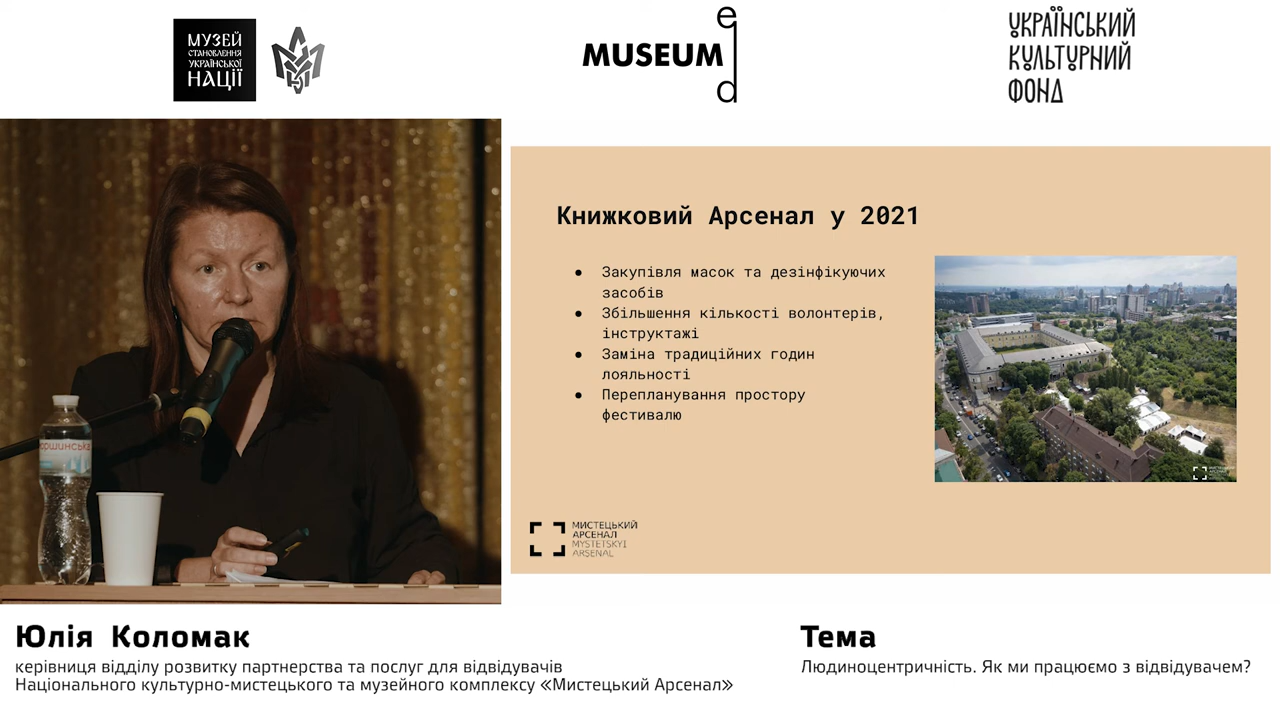 МУЗЕЙ
СТАНОВЛЕННЯ
УКРАЇНСЬКОЇ
НАЦІЇ
MUSEUM
ed
УКРАЇНСЬКИЙ
КУЛЬТУРНИЙ
ФОНД
Книжковий Арсенал у 2021
● Закупівля масок та дезінфікуючих
засобів
● Збільшення кількості волонтерів,
інструктажі
● Заміна традиційних годин
лояльності
● Перепланування простору
фестивалю
МИСТЕЦЬКИЙ
АРСЕНАЛ
MYSTETSKYI
ARSENAL
Юлія Коломак
керівниця відділу розвитку партнерства та послуг для відвідувачів
Національного культурно-мистецького та музейного комплексу «Мистецький Арсенал»
Тема
Людиноцентричність. Як ми працюємо з відвідувачем?